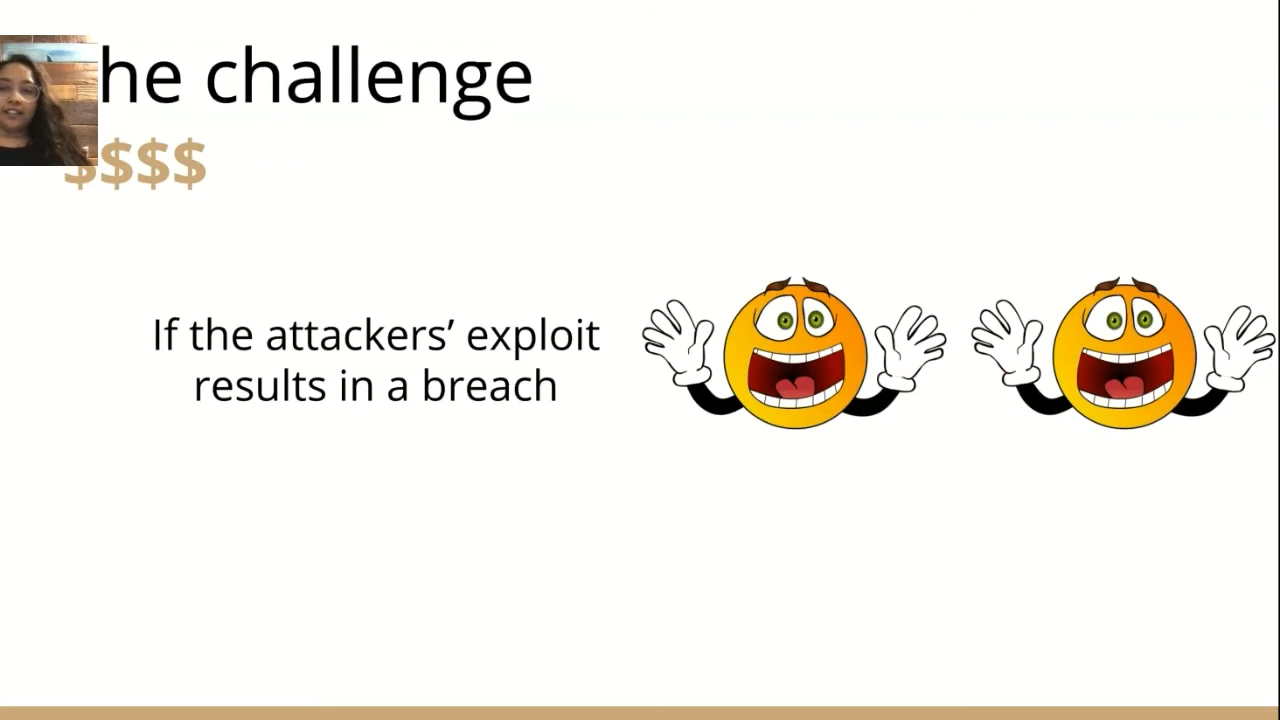 he challenge
$$$$
If the attackers’ exploit
results in a breach